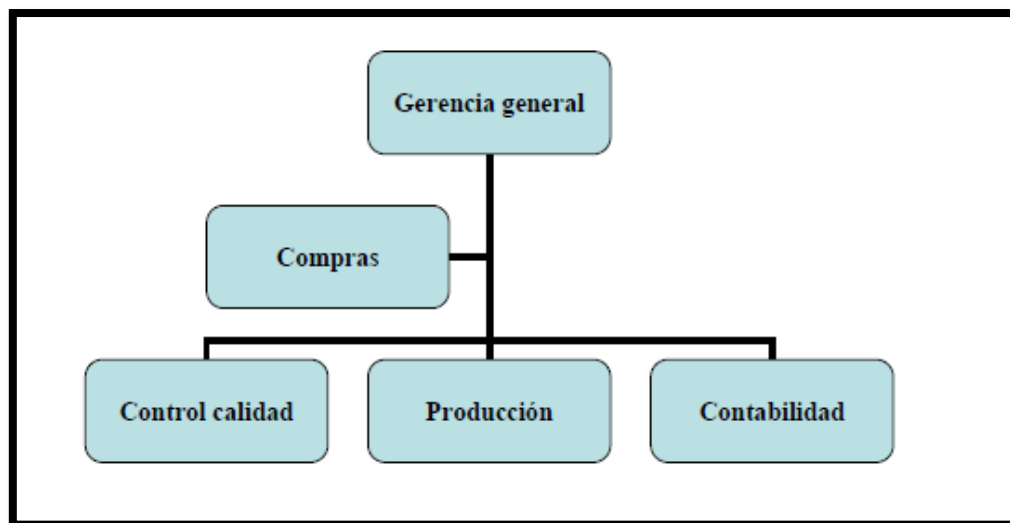 Gerencia general
Compras
Control calidad
Producción
Contabilidad